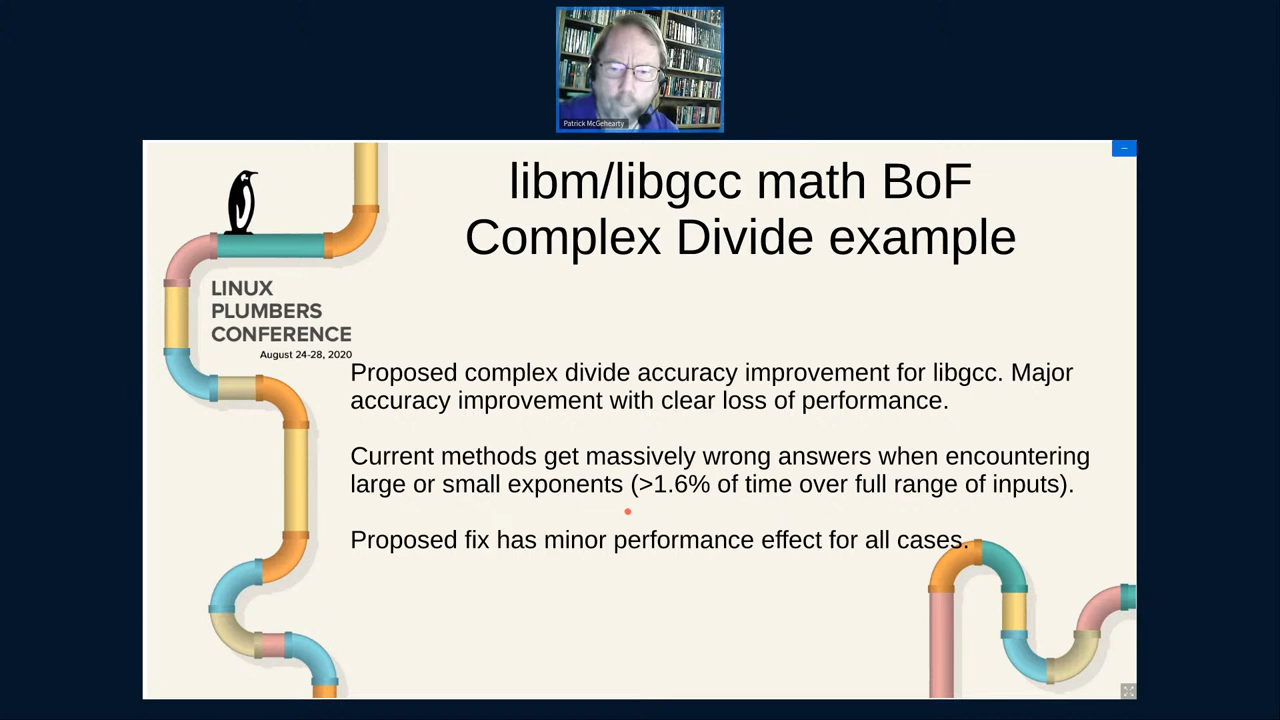 Patrick McGehearty
libm/libgcc math BoF
Complex Divide example
LINUX
PLUMBERS
CONFERENCE
August 24-28, 2020
Proposed complex divide accuracy improvement for libgcc. Major
accuracy improvement with clear loss of performance.
Current methods get massively wrong answers when encountering
large or small exponents (>1.6% of time over full range of inputs).
Proposed fix has minor performance effect for all cases.